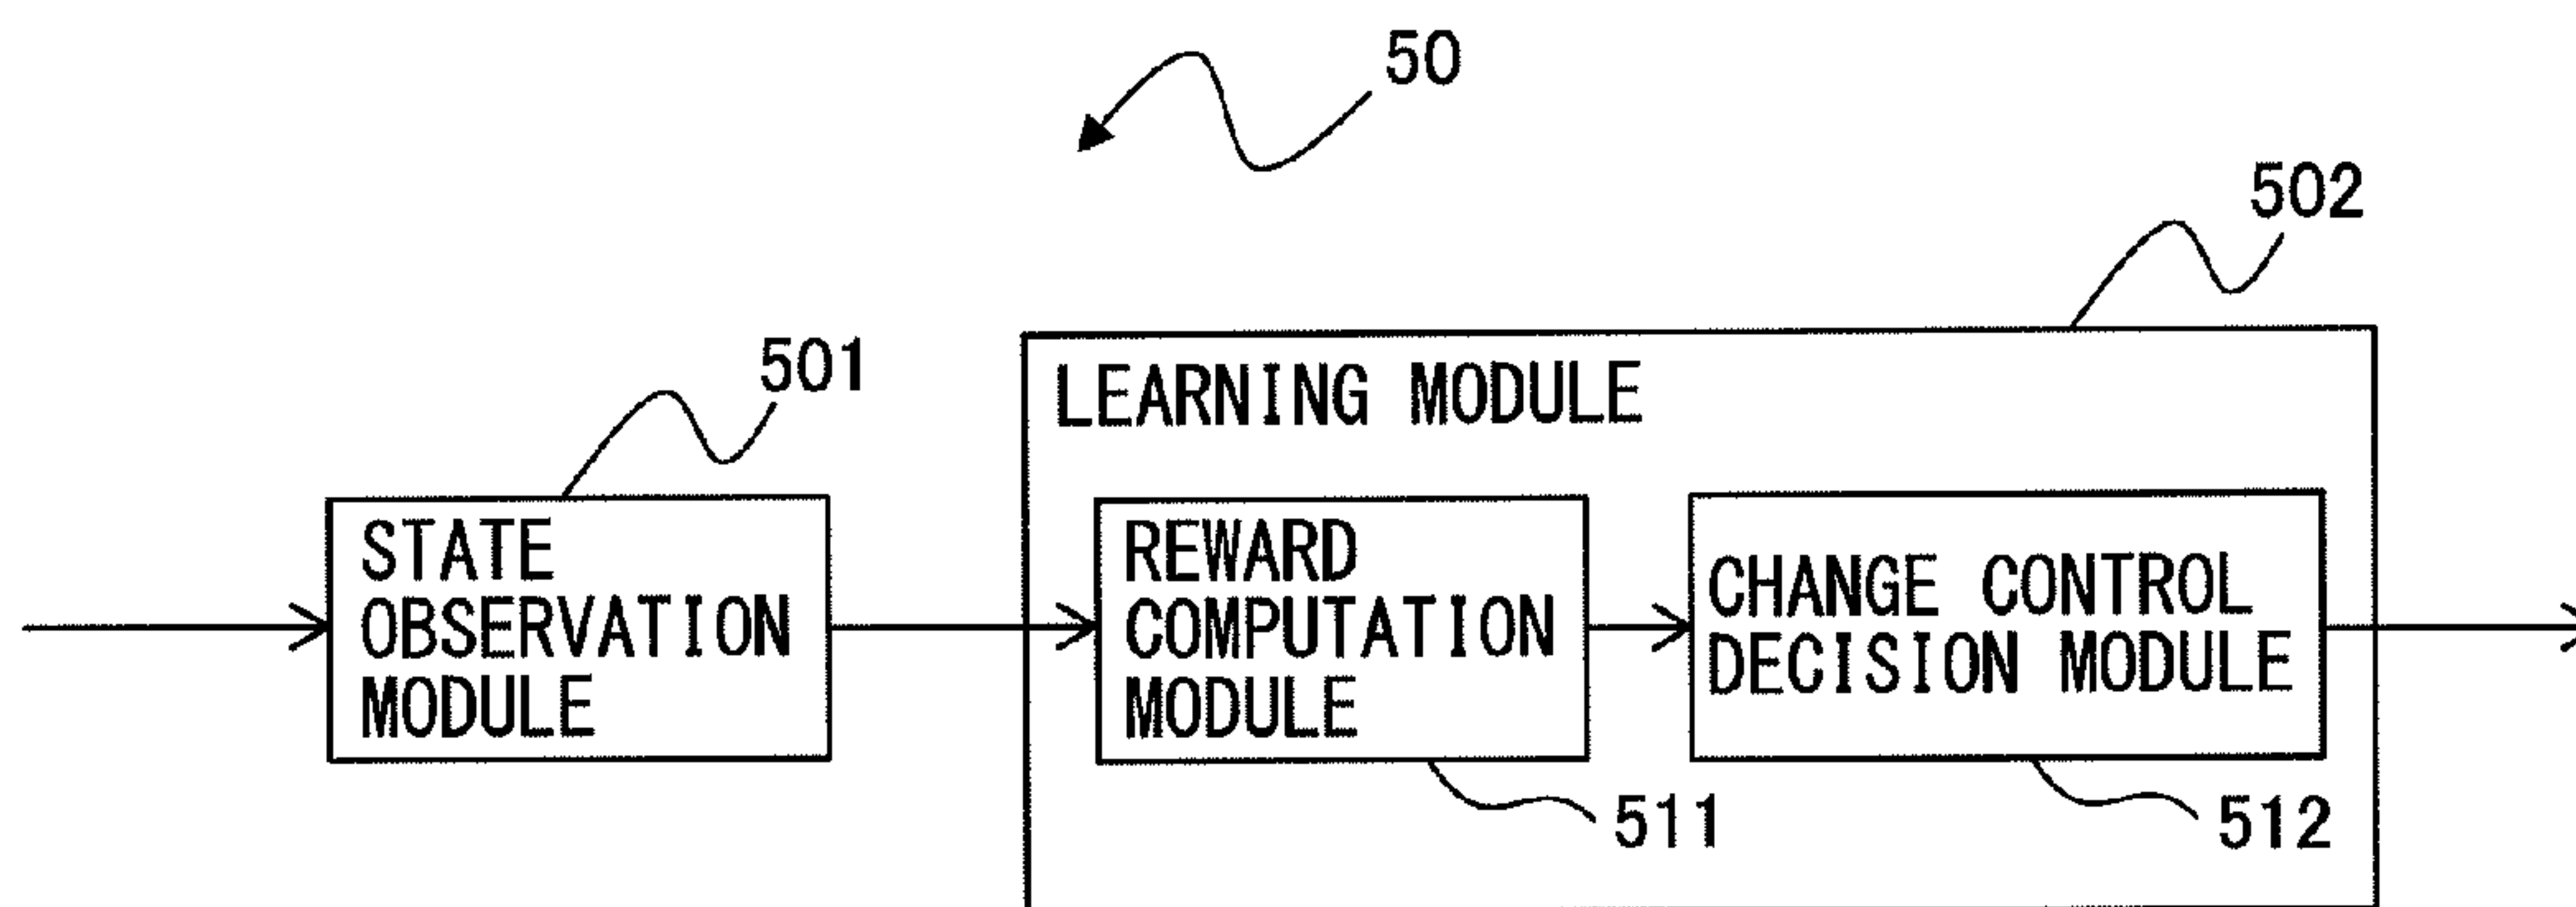 50
502
501
LEARNING MODULE
STATE
OBSERVATION
MODULE
REWARD
COMPUTATION
MODULE
CHANGE CONTROL
DECISION MODULE
511
512